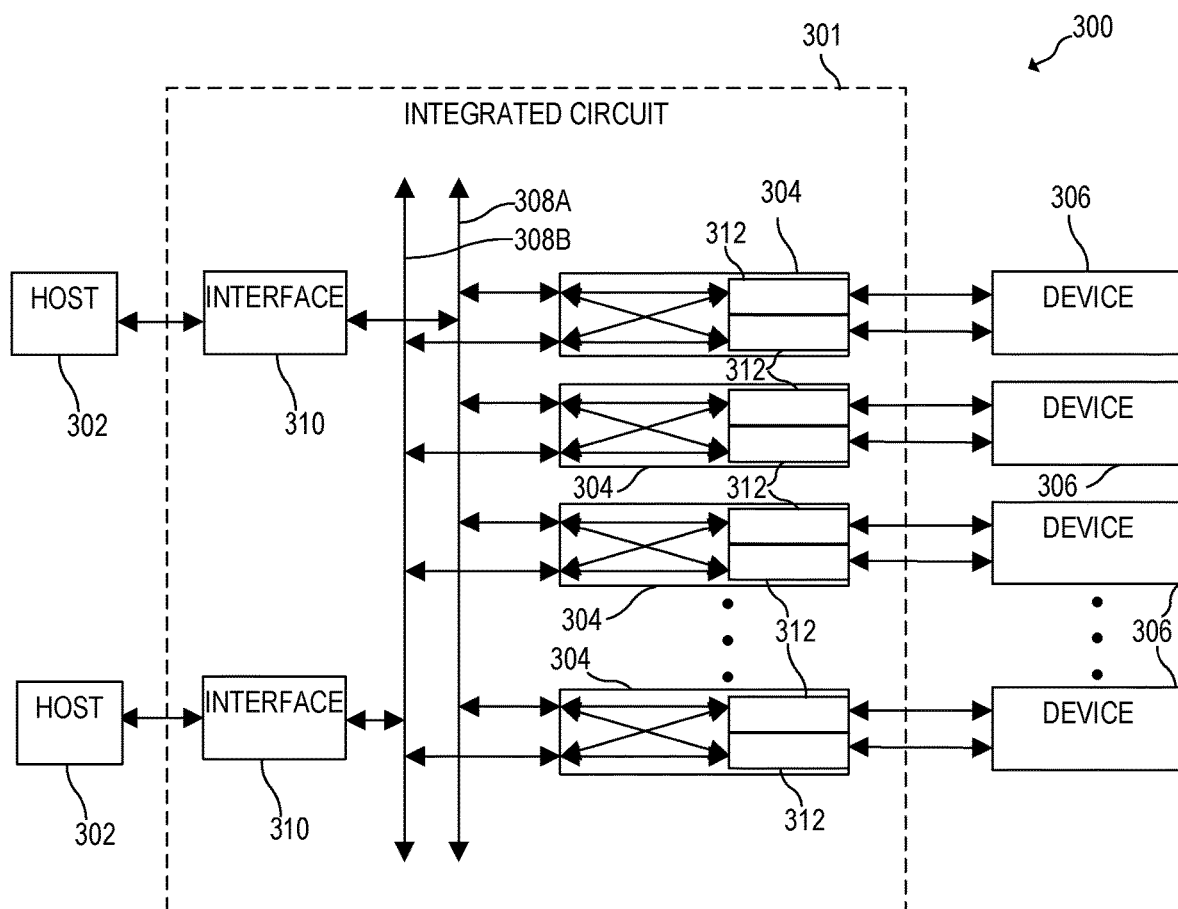 300
301
INTEGRATED CIRCUIT
308A
308B
304
306
312
HOST
INTERFACE
DEVICE
302
310
312
DEVICE
304
312
306
DEVICE
304
312
306
304
HOST
INTERFACE
DEVICE
302
310
312